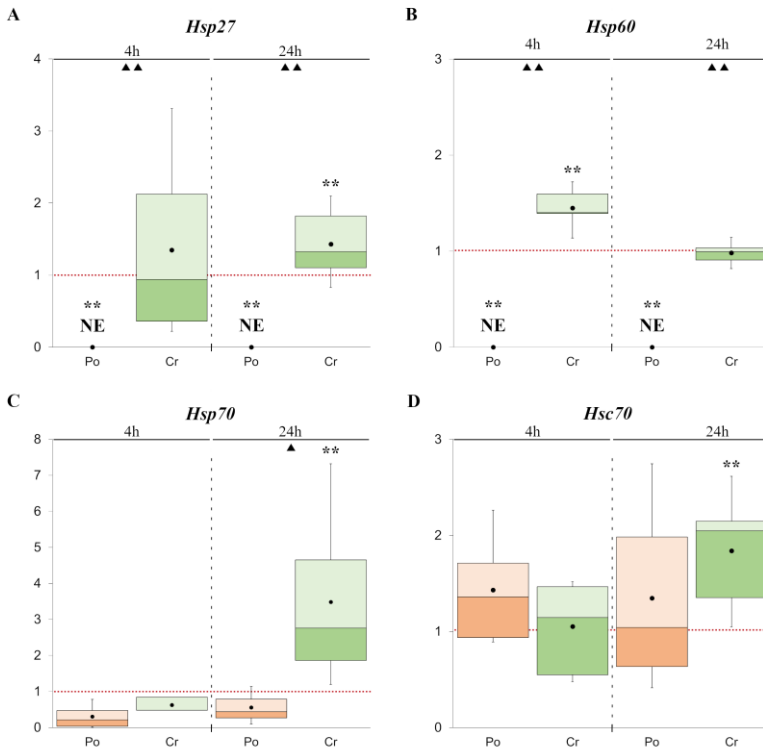 A
Hsp27
4h
24h
▲▲
▲▲
4
3
2
1
0
**
**
NE
**
NE
Po
Cr
Po
Cr
B
Hsp60
4h
24h
▲▲
▲▲
3
2
1
0
**
**
NE
**
NE
Po
Cr
Po
Cr
C
Hsp70
4h
24h
▲
**
8
7
6
5
4
3
2
1
0
Po
Cr
Po
Cr
D
Hsc70
4h
24h
**
3
2
1
0
Po
Cr
Po
Cr